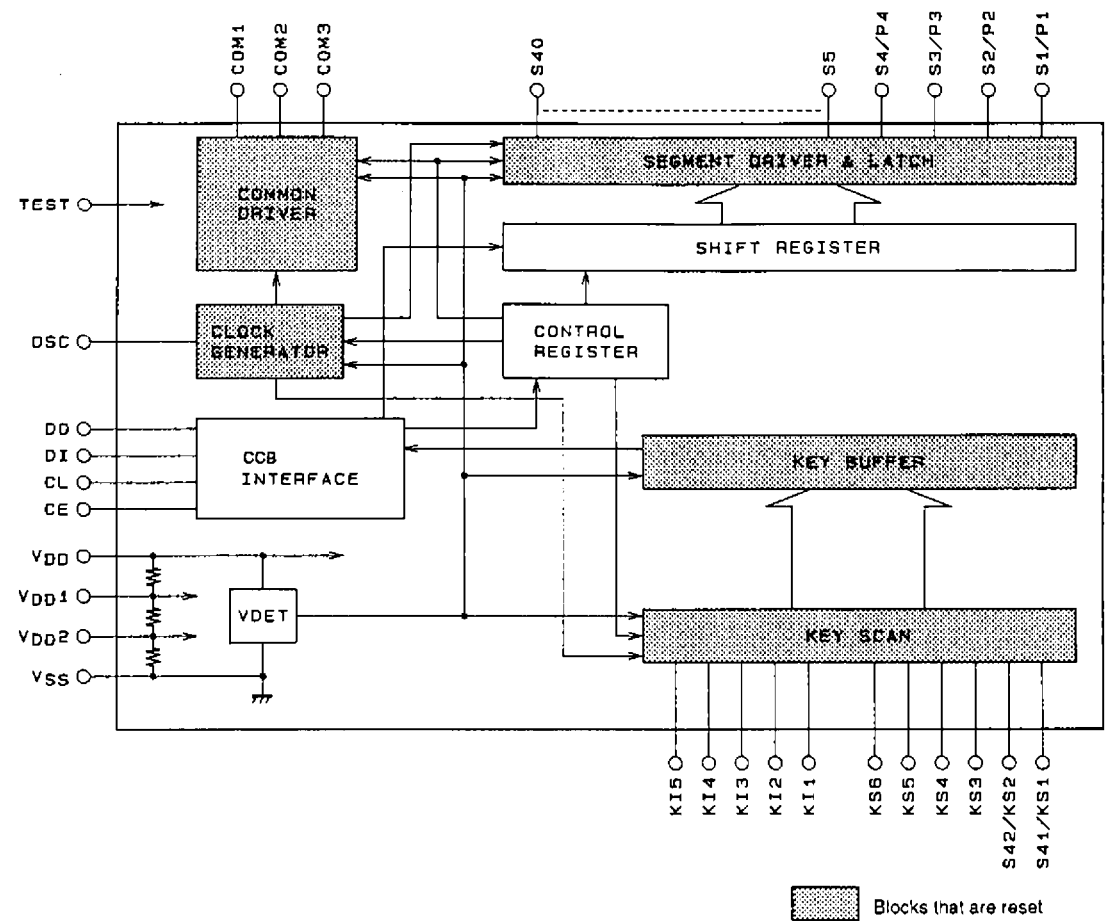 COM1
COM2
COM3
S40
S5
S4/P4
S3/P3
S2/P2
S1/P1
COMMON
DRIVER
SEGMENT DRIVER & LATCH
TEST
SHIFT REGISTER
OSC
CLOCK
GENERATOR
CONTROL
REGISTER
DO
DI
CL
CE
CCB
INTERFACE
KEY BUFFER
VDD
VDD1
VDD2
VSS
VDET
KEY SCAN
KI5
KI4
KI3
KI2
KI1
KS6
KS5
KS4
KS3
S42/KS2
S41/KS1
Blocks that are reset